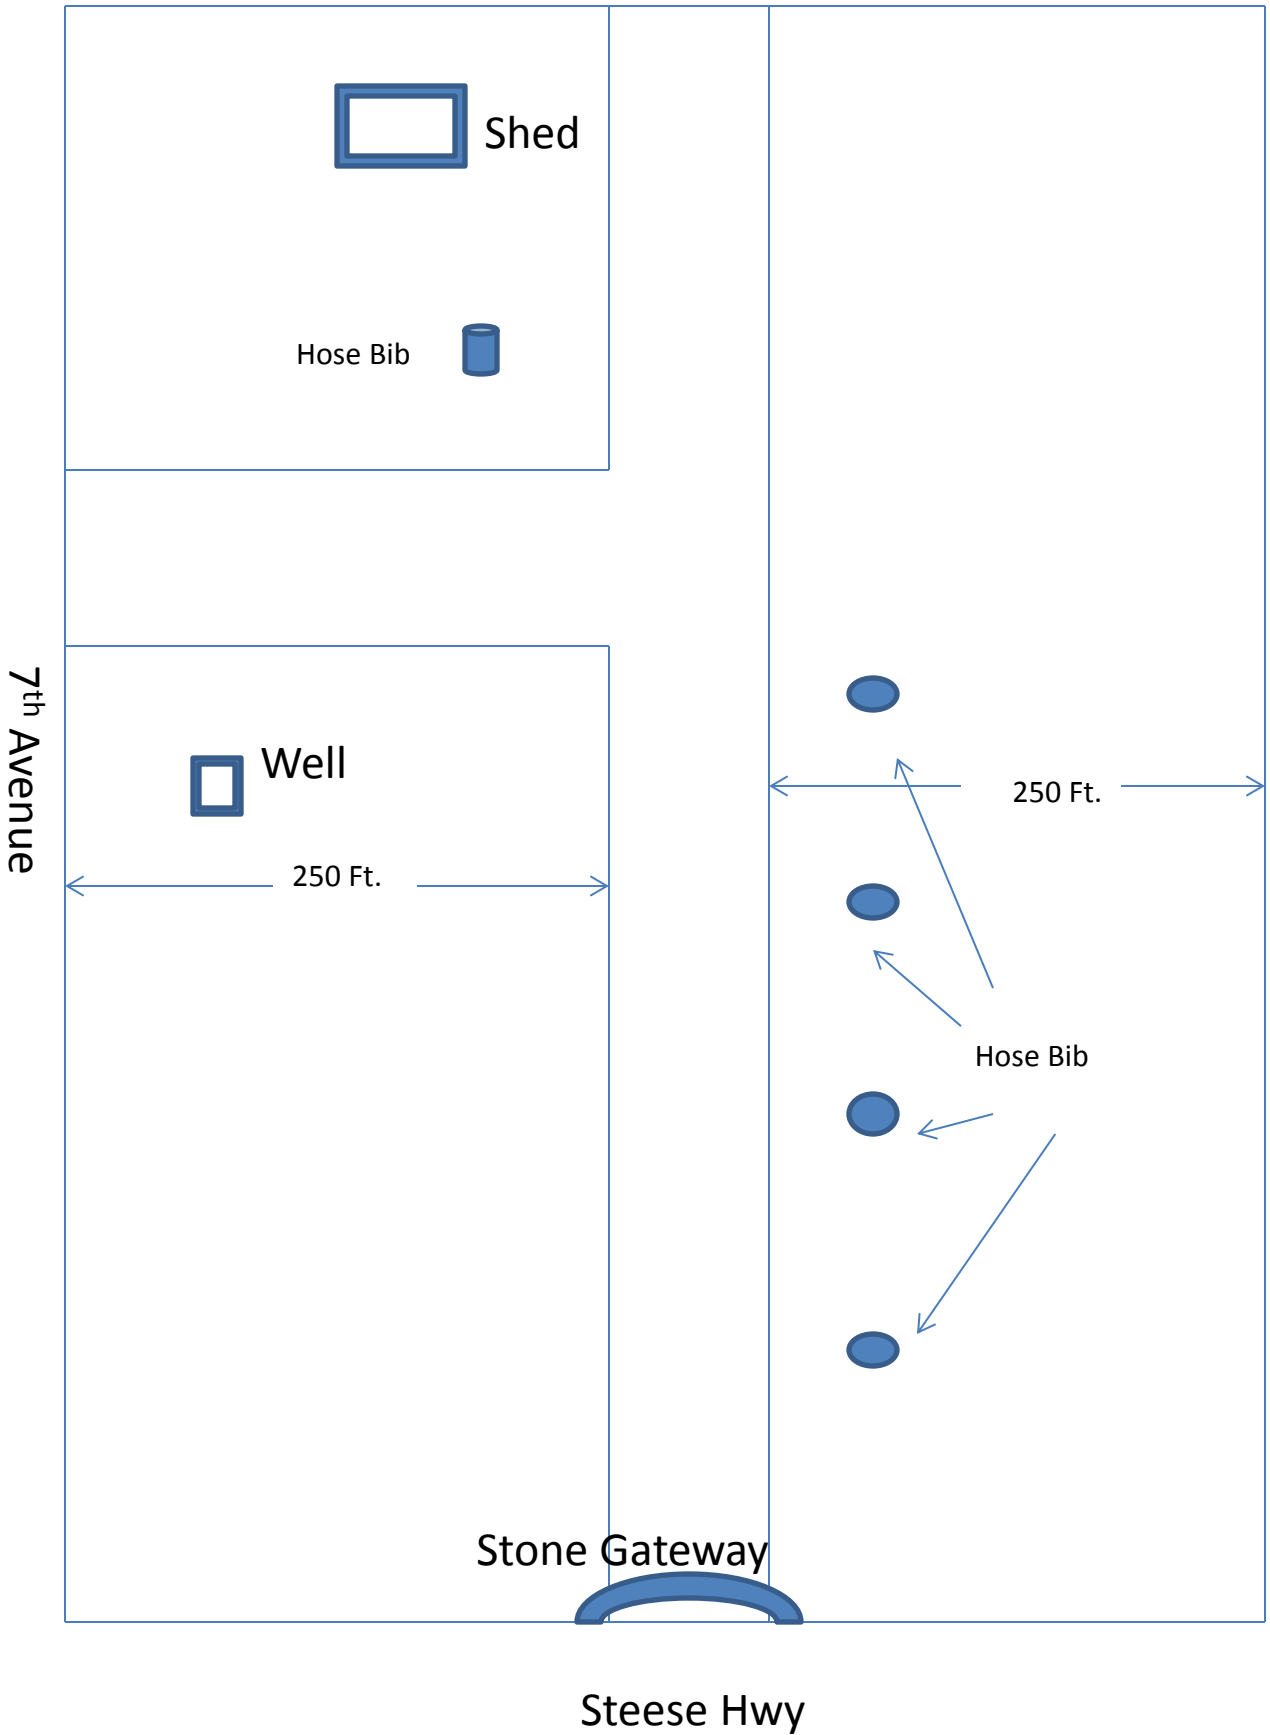 Shed
Hose Bib
7th Avenue
Well
250 Ft.
250 Ft.
Hose Bib
Stone Gateway
Steese Hwy